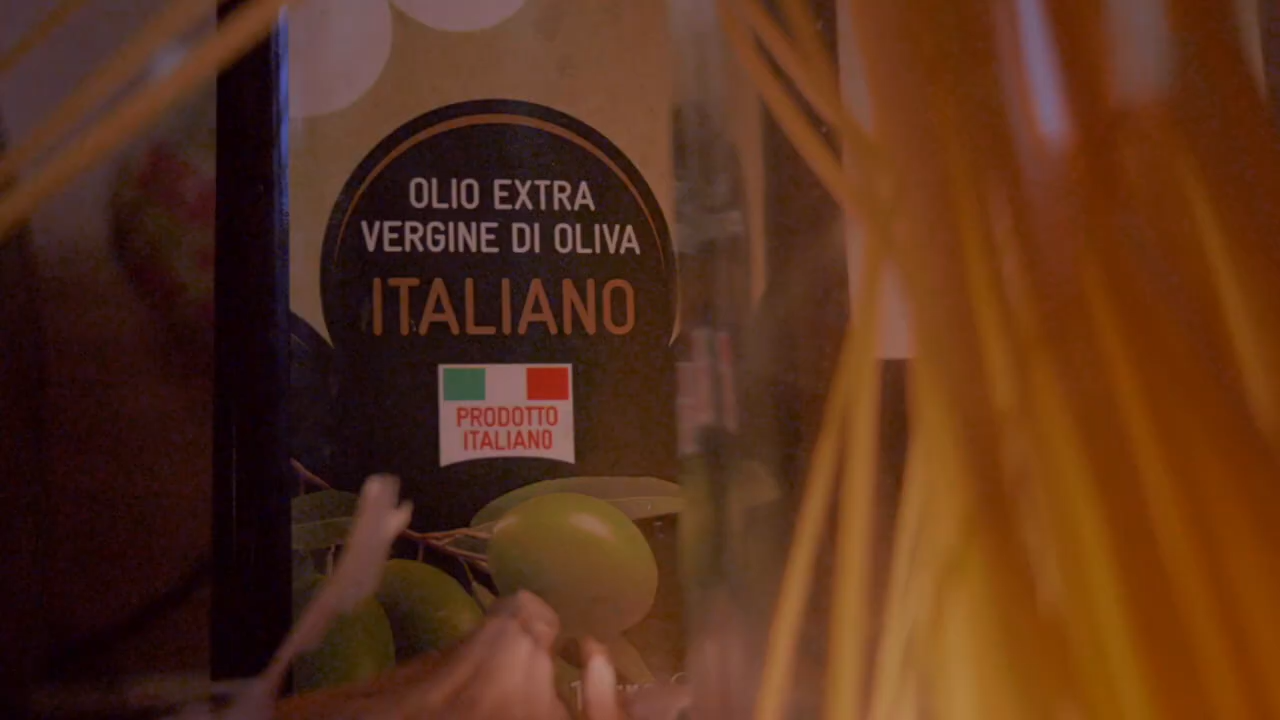 OLIO EXTRA
VERGINE DI OLIVA
ITALIANO
PRODOTTO
ITALIANO